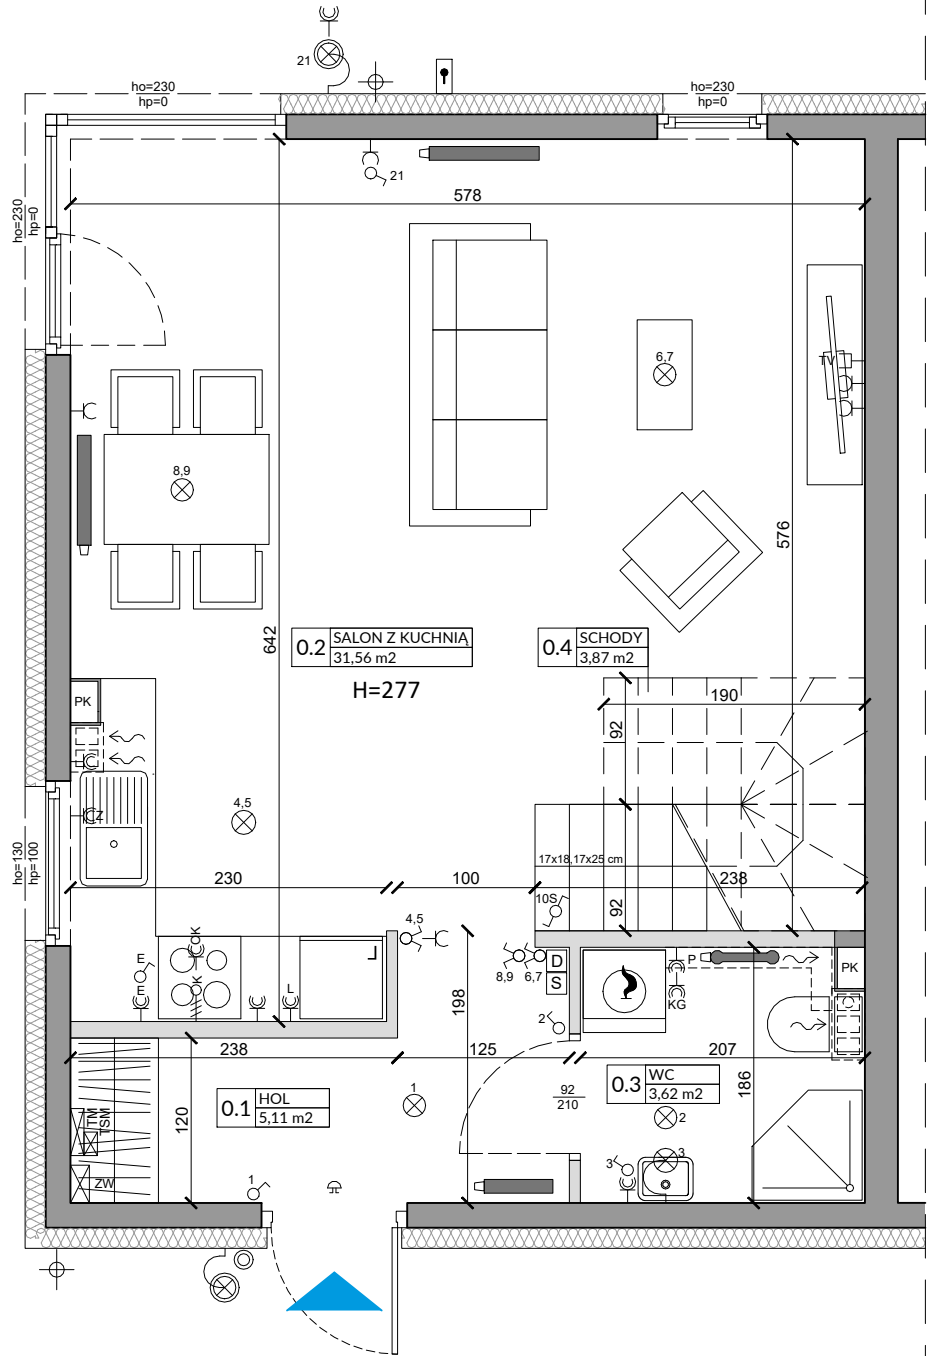 21
ho=230
hp=0
ho=230
hp=0
21
578
ho=230
hp=0
6,7
TV
8,9
576
642
0.2
SALON Z KUCHNIĄ
31,56 m2
H=277
0.4
SCHODY
3,87 m2
PK
190
92
4,5
Z
ho=130
hp=100
17x18,17x25 cm
230
100
238
92
10S
4,5
E
OK
8,9
6,7
D
S
P
PK
E
OK
L
L
KG
198
2
238
125
207
186
0.1
HOL
5,11 m2
1
92
210
0.3
WC
3,62 m2
2
TM
TSM
120
ZW
1
3
3